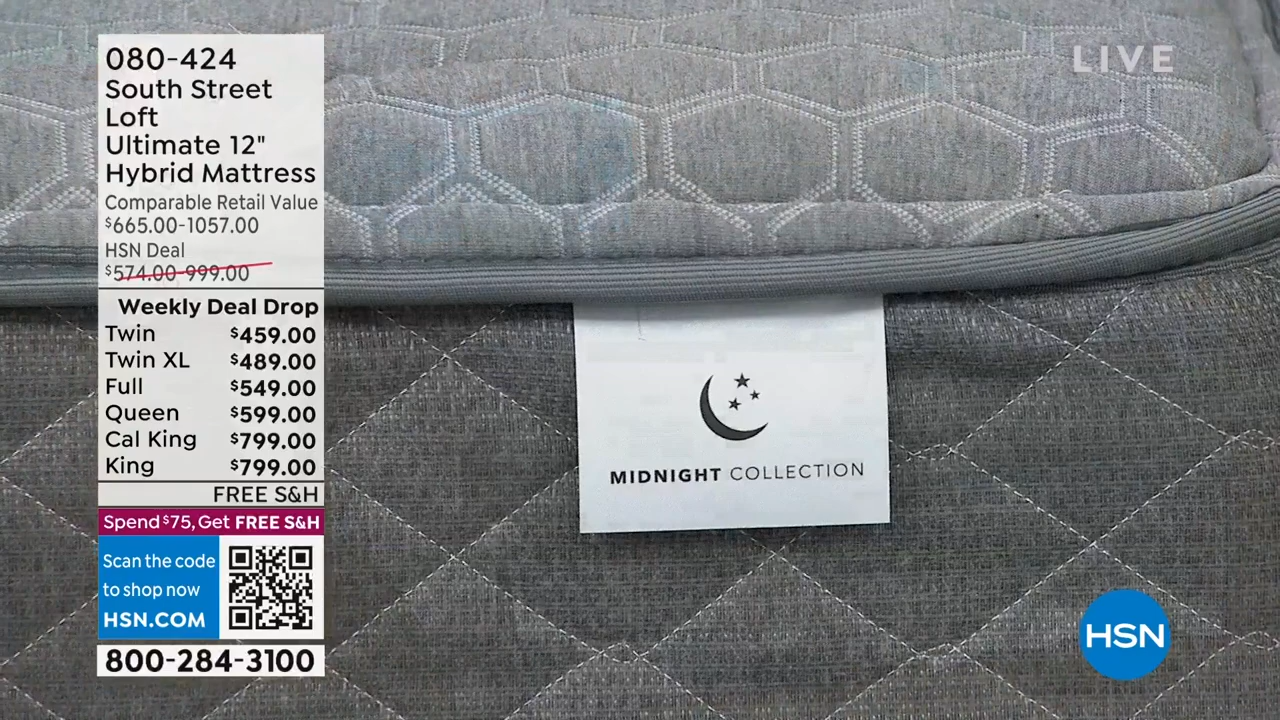 080-424
South Street
Loft
Ultimate 12"
Hybrid Mattress
Comparable Retail Value
$665.00-1057.00
HSN Deal
$574.00-999.00
Weekly Deal Drop
Twin $459.00
Twin XL $489.00
Full $549.00
Queen $599.00
Cal King $799.00
King $799.00
FREE S&H
Spend $75, Get FREE S&H
Scan the code
to shop now
HSN.COM
800-284-3100
LIVE
MIDNIGHT COLLECTION
HSN